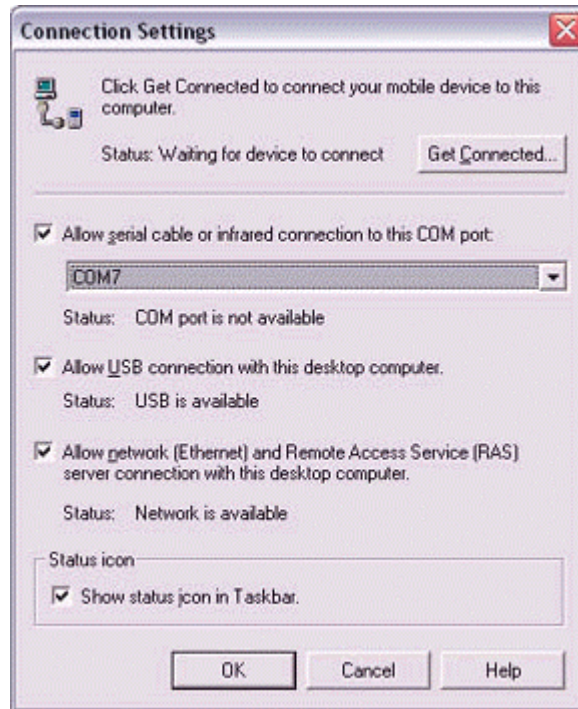 Connection Settings
Click Get Connected to connect your mobile device to this
computer.
Status: Waiting for device to connect
Get Connected...
Allow serial cable or infrared connection to this COM port:
COM7
Status: COM port is not available
Allow USB connection with this desktop computer.
Status: USB is available
Allow network (Ethernet) and Remote Access Service (RAS)
server connection with this desktop computer.
Status: Network is available
Status icon
Show status icon in Taskbar.
OK
Cancel
Help